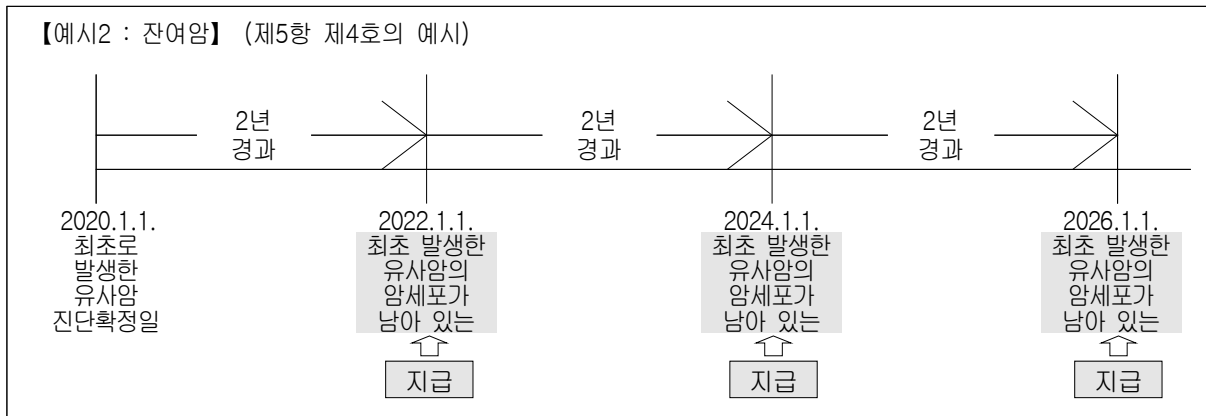 【예시2 : 잔여암】 (제5항 제4호의 예시)
2년
경과
2년
경과
2년
경과
2020.1.1.
최초로
발생한
유사암
진단확정일
2022.1.1.
최초 발생한
유사암의
암세포가
남아 있는
지급
2024.1.1.
최초 발생한
유사암의
암세포가
남아 있는
지급
2026.1.1.
최초 발생한
유사암의
암세포가
남아 있는
지급